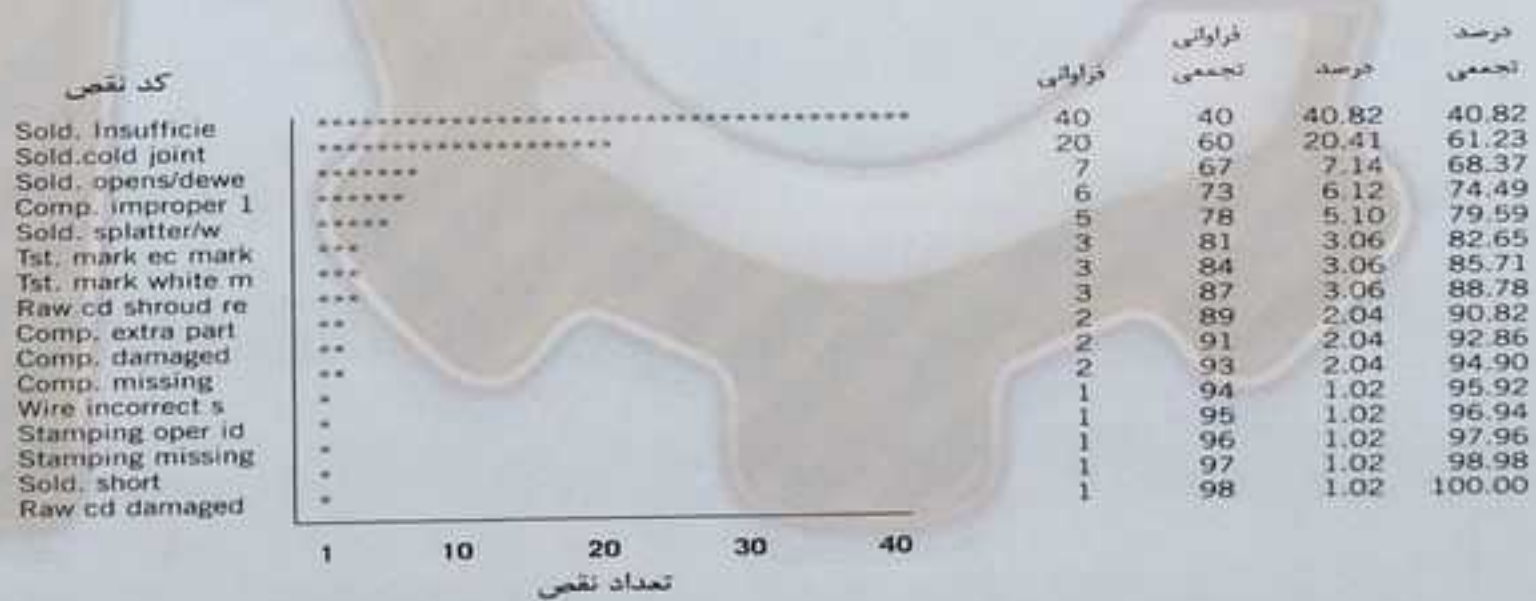 کد نقص فراوانی فراوانی تجمعی درصد درصد تجمعی
Sold. Insufficie 40 40 40.82 40.82
Sold.cold joint 20 60 20.41 61.23
Sold. opens/dewe 7 67 7.14 68.37
Comp. improper 1 6 73 6.12 74.49
Sold. splatter/w 5 78 5.10 79.59
Tst. mark ec mark 3 81 3.06 82.65
Tst. mark white m 3 84 3.06 85.71
Raw cd shroud re 3 87 3.06 88.78
Comp. extra part 2 89 2.04 90.82
Comp. damaged 2 91 2.04 92.86
Comp. missing 2 93 2.04 94.90
Wire incorrect s 1 94 1.02 95.92
Stamping oper id 1 95 1.02 96.94
Stamping missing 1 96 1.02 97.96
Sold. short 1 97 1.02 98.98
Raw cd damaged 1 98 1.02 100.00
1 10 20 30 40
تعداد نقص